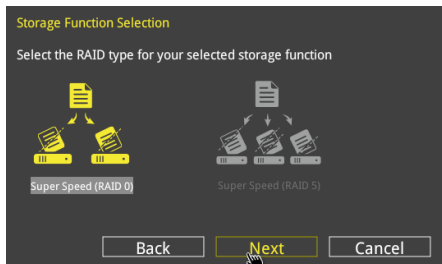 Storage Function Selection
Select the RAID type for your selected storage function
Super Speed (RAID 0)
Super Speed (RAID 5)
Back
Next
Cancel